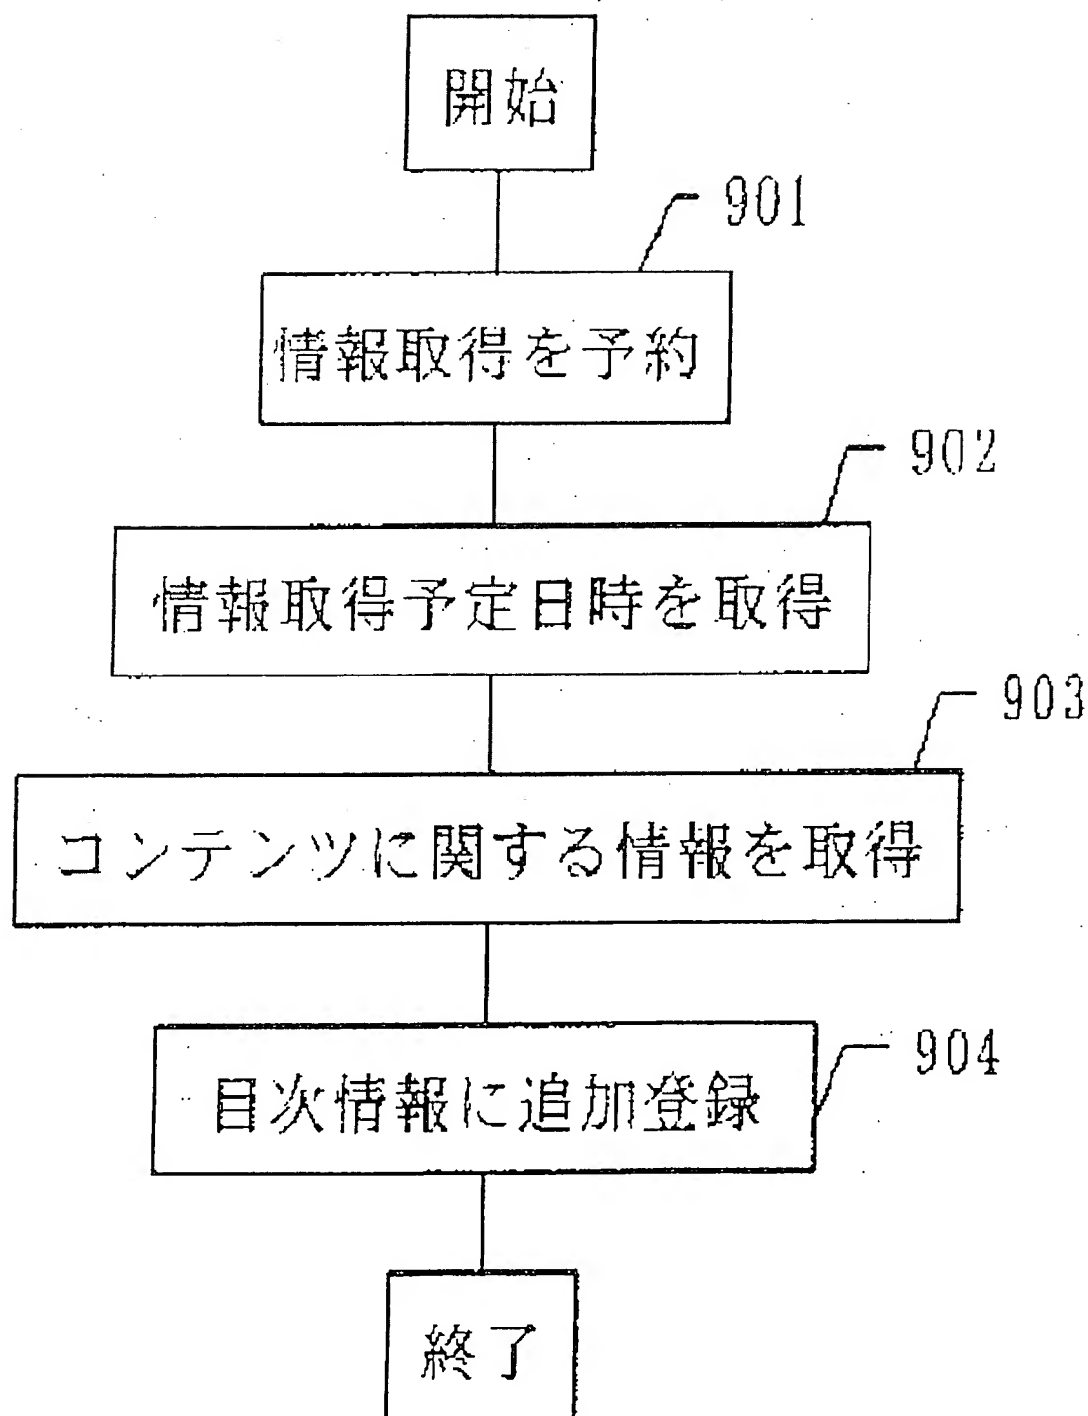 開始
901
情報取得を予約
902
情報取得予定日時を取得
903
コンテンツに関する情報を取得
904
目次情報に追加登録
終了